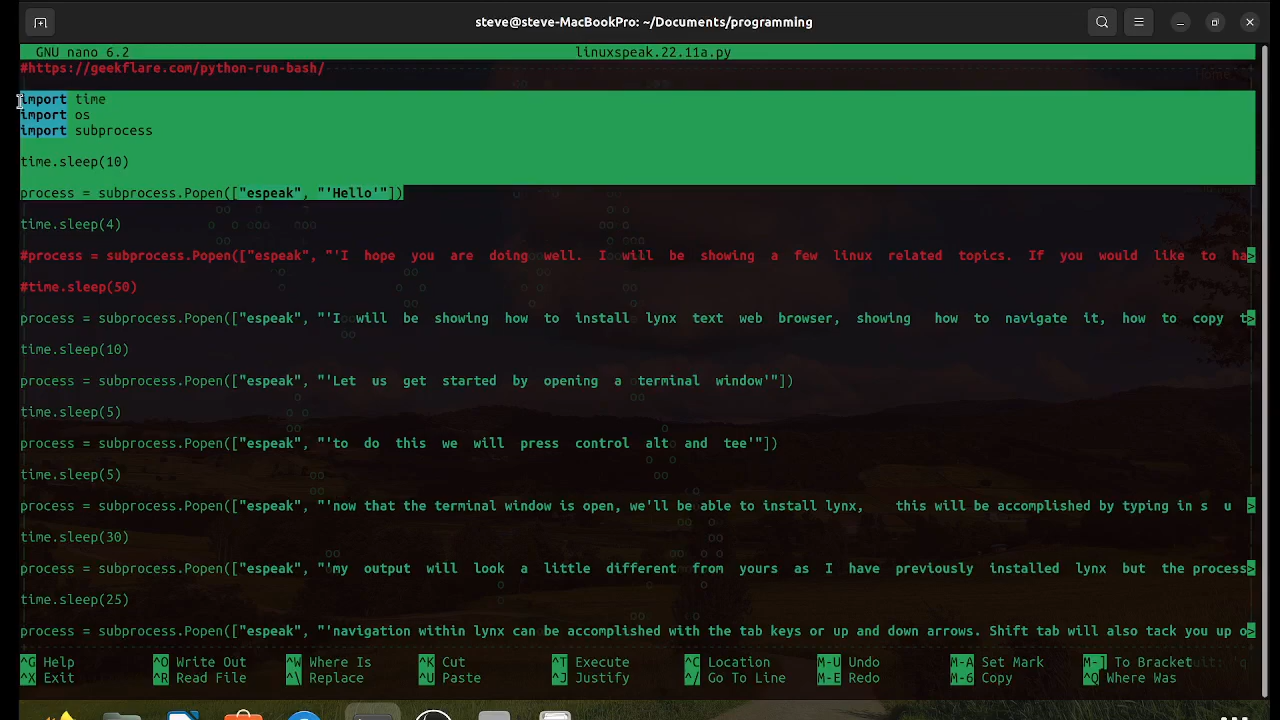 steve@steve-MacBookPro: ~/Documents/programming
GNU nano 6.2 linuxspeak.22.11a.py
#https://geekflare.com/python-run-bash/
import time
import os
import subprocess
time.sleep(10)
process = subprocess.Popen(["espeak", "'Hello'"])
time.sleep(4)
#process = subprocess.Popen(["espeak", "'I hope you are doing well. I will be showing a few linux related topics. If you would like to ha>
#time.sleep(50)
process = subprocess.Popen(["espeak", "'I will be showing how to install lynx text web browser, showing how to navigate it, how to copy t>
time.sleep(10)
process = subprocess.Popen(["espeak", "'Let us get started by opening a terminal window'"])
time.sleep(5)
process = subprocess.Popen(["espeak", "'to do this we will press control alt and tee'"])
time.sleep(5)
process = subprocess.Popen(["espeak", "'now that the terminal window is open, we'll be able to install lynx, this will be accomplished by typing in s u >
time.sleep(30)
process = subprocess.Popen(["espeak", "'my output will look a little different from yours as I have previously installed lynx but the process>
time.sleep(25)
process = subprocess.Popen(["espeak", "'navigation within lynx can be accomplished with the tab keys or up and down arrows. Shift tab will also tack you up o>
^G Help ^O Write Out ^W Where Is ^K Cut ^T Execute ^C Location M-U Undo M-A Set Mark M-] To Bracket
^X Exit ^R Read File ^\ Replace ^U Paste ^J Justify ^/ Go To Line M-E Redo M-6 Copy ^Q Where Was